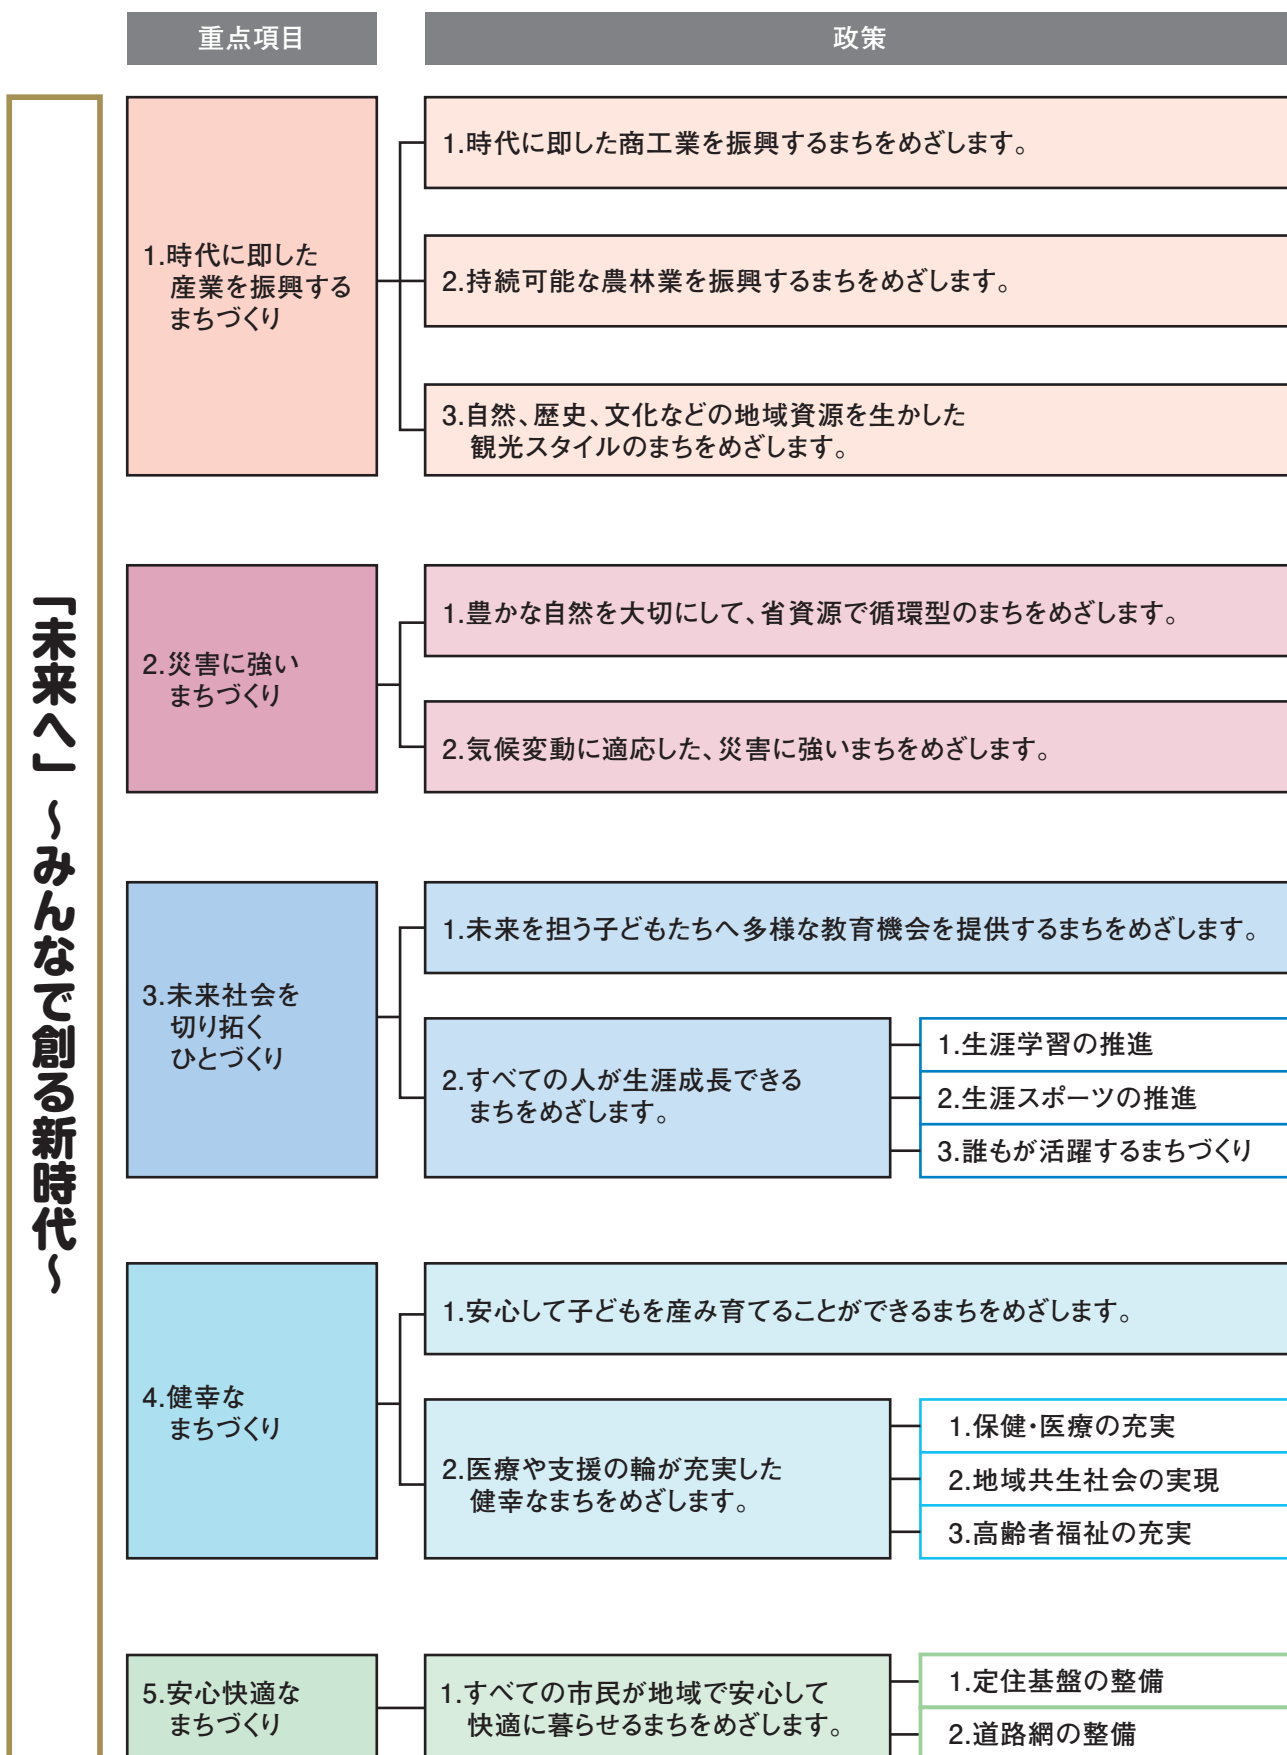 重点項目
政策
「未来へ」～みんなで創る新時代～
1.時代に即した
産業を振興する
まちづくり
1.時代に即した商工業を振興するまちをめざします。
2.持続可能な農林業を振興するまちをめざします。
3.自然、歴史、文化などの地域資源を生かした
観光スタイルのまちをめざします。
2.災害に強い
まちづくり
1.豊かな自然を大切にして、省資源で循環型のまちをめざします。
2.気候変動に適応した、災害に強いまちをめざします。
3.未来社会を
切り拓く
ひとづくり
1.未来を担う子どもたちへ多様な教育機会を提供するまちをめざします。
2.すべての人が生涯成長できる
まちをめざします。
1.生涯学習の推進
2.生涯スポーツの推進
3.誰もが活躍するまちづくり
4.健幸な
まちづくり
1.安心して子どもを産み育てることができるまちをめざします。
2.医療や支援の輪が充実した
健幸なまちをめざします。
1.保健・医療の充実
2.地域共生社会の実現
3.高齢者福祉の充実
5.安心快適な
まちづくり
1.すべての市民が地域で安心して
快適に暮らせるまちをめざします。
1.定住基盤の整備
2.道路網の整備